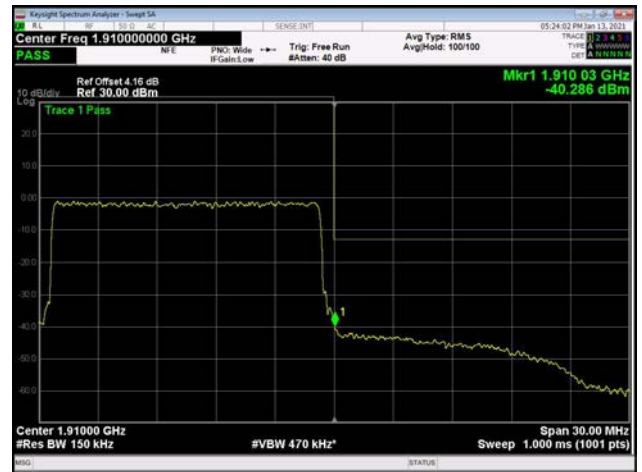 Keysight Spectrum Analyzer - Swept SA
RL RF 50 Ω AC SENSE:INT 05:24:02 PM Jan 13, 2021
Center Freq 1.910000000 GHz Avg Type: RMS TRACE 1 2 3 4 5 6
PASS NFE PNO: Wide Trig: Free Run Avg|Hold: 100/100 TYPE A WWWWW
IFGain:Low #Atten: 40 dB DET A N N N N N
Ref Offset 4.16 dB Mkr1 1.910 03 GHz
10 dB/div Ref 30.00 dBm -40.286 dBm
Log
Trace 1 Pass
20.0
10.0
0.00
-10.0
-20.0
-30.0
-40.0
-50.0
-60.0
1
Center 1.91000 GHz Span 30.00 MHz
#Res BW 150 kHz #VBW 470 kHz* Sweep 1.000 ms (1001 pts)
MSG STATUS